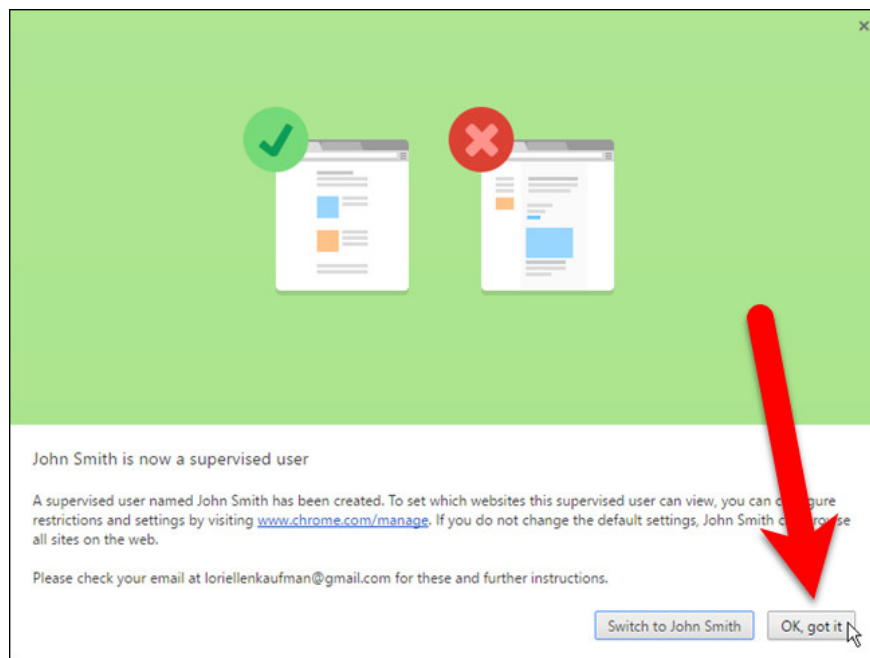 John Smith is now a supervised user
A supervised user named John Smith has been created. To set which websites this supervised user can view, you can
restrictions and settings by visiting www.chrome.com/manage. If you do not change the default settings, John Smith
all sites on the web.
Please check your email at loriellenkaufman@gmail.com for these and further instructions.
Switch to John Smith
OK, got it